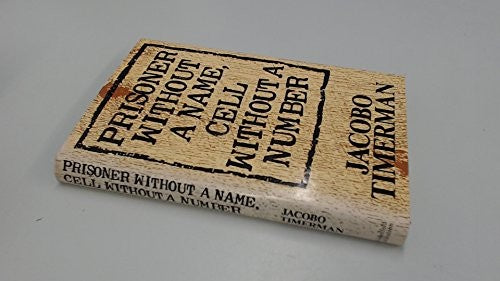 PRISONER
WITHOUT
A NAME,
CELL
WITHOUT A
NUMBER
JACOBO
TIMERMAN
PRISONER WITHOUT A NAME,
CELL WITHOUT A NUMBER
JACOBO
TIMERMAN